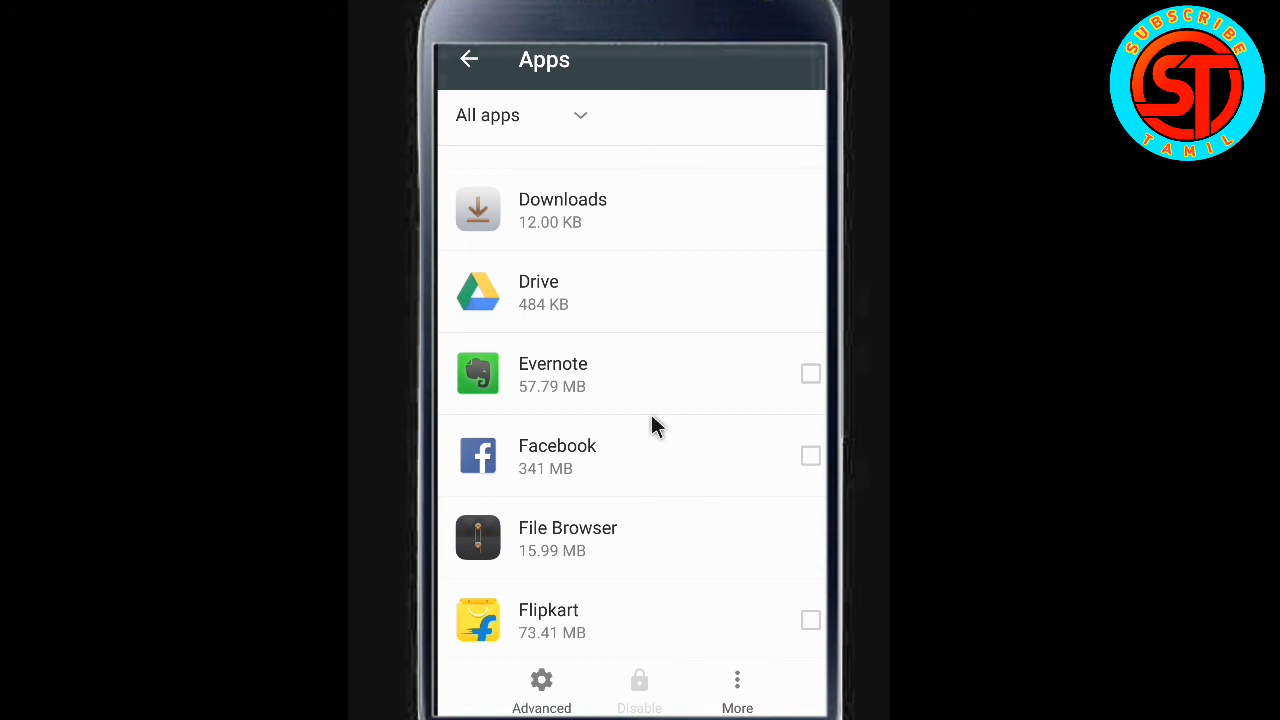 Apps
All apps
Downloads
12.00 KB
Drive
484 KB
Evernote
57.79 MB
Facebook
341 MB
File Browser
15.99 MB
Flipkart
73.41 MB
Advanced
Disable
More
SUBSCRIBE
ST
TAMIL